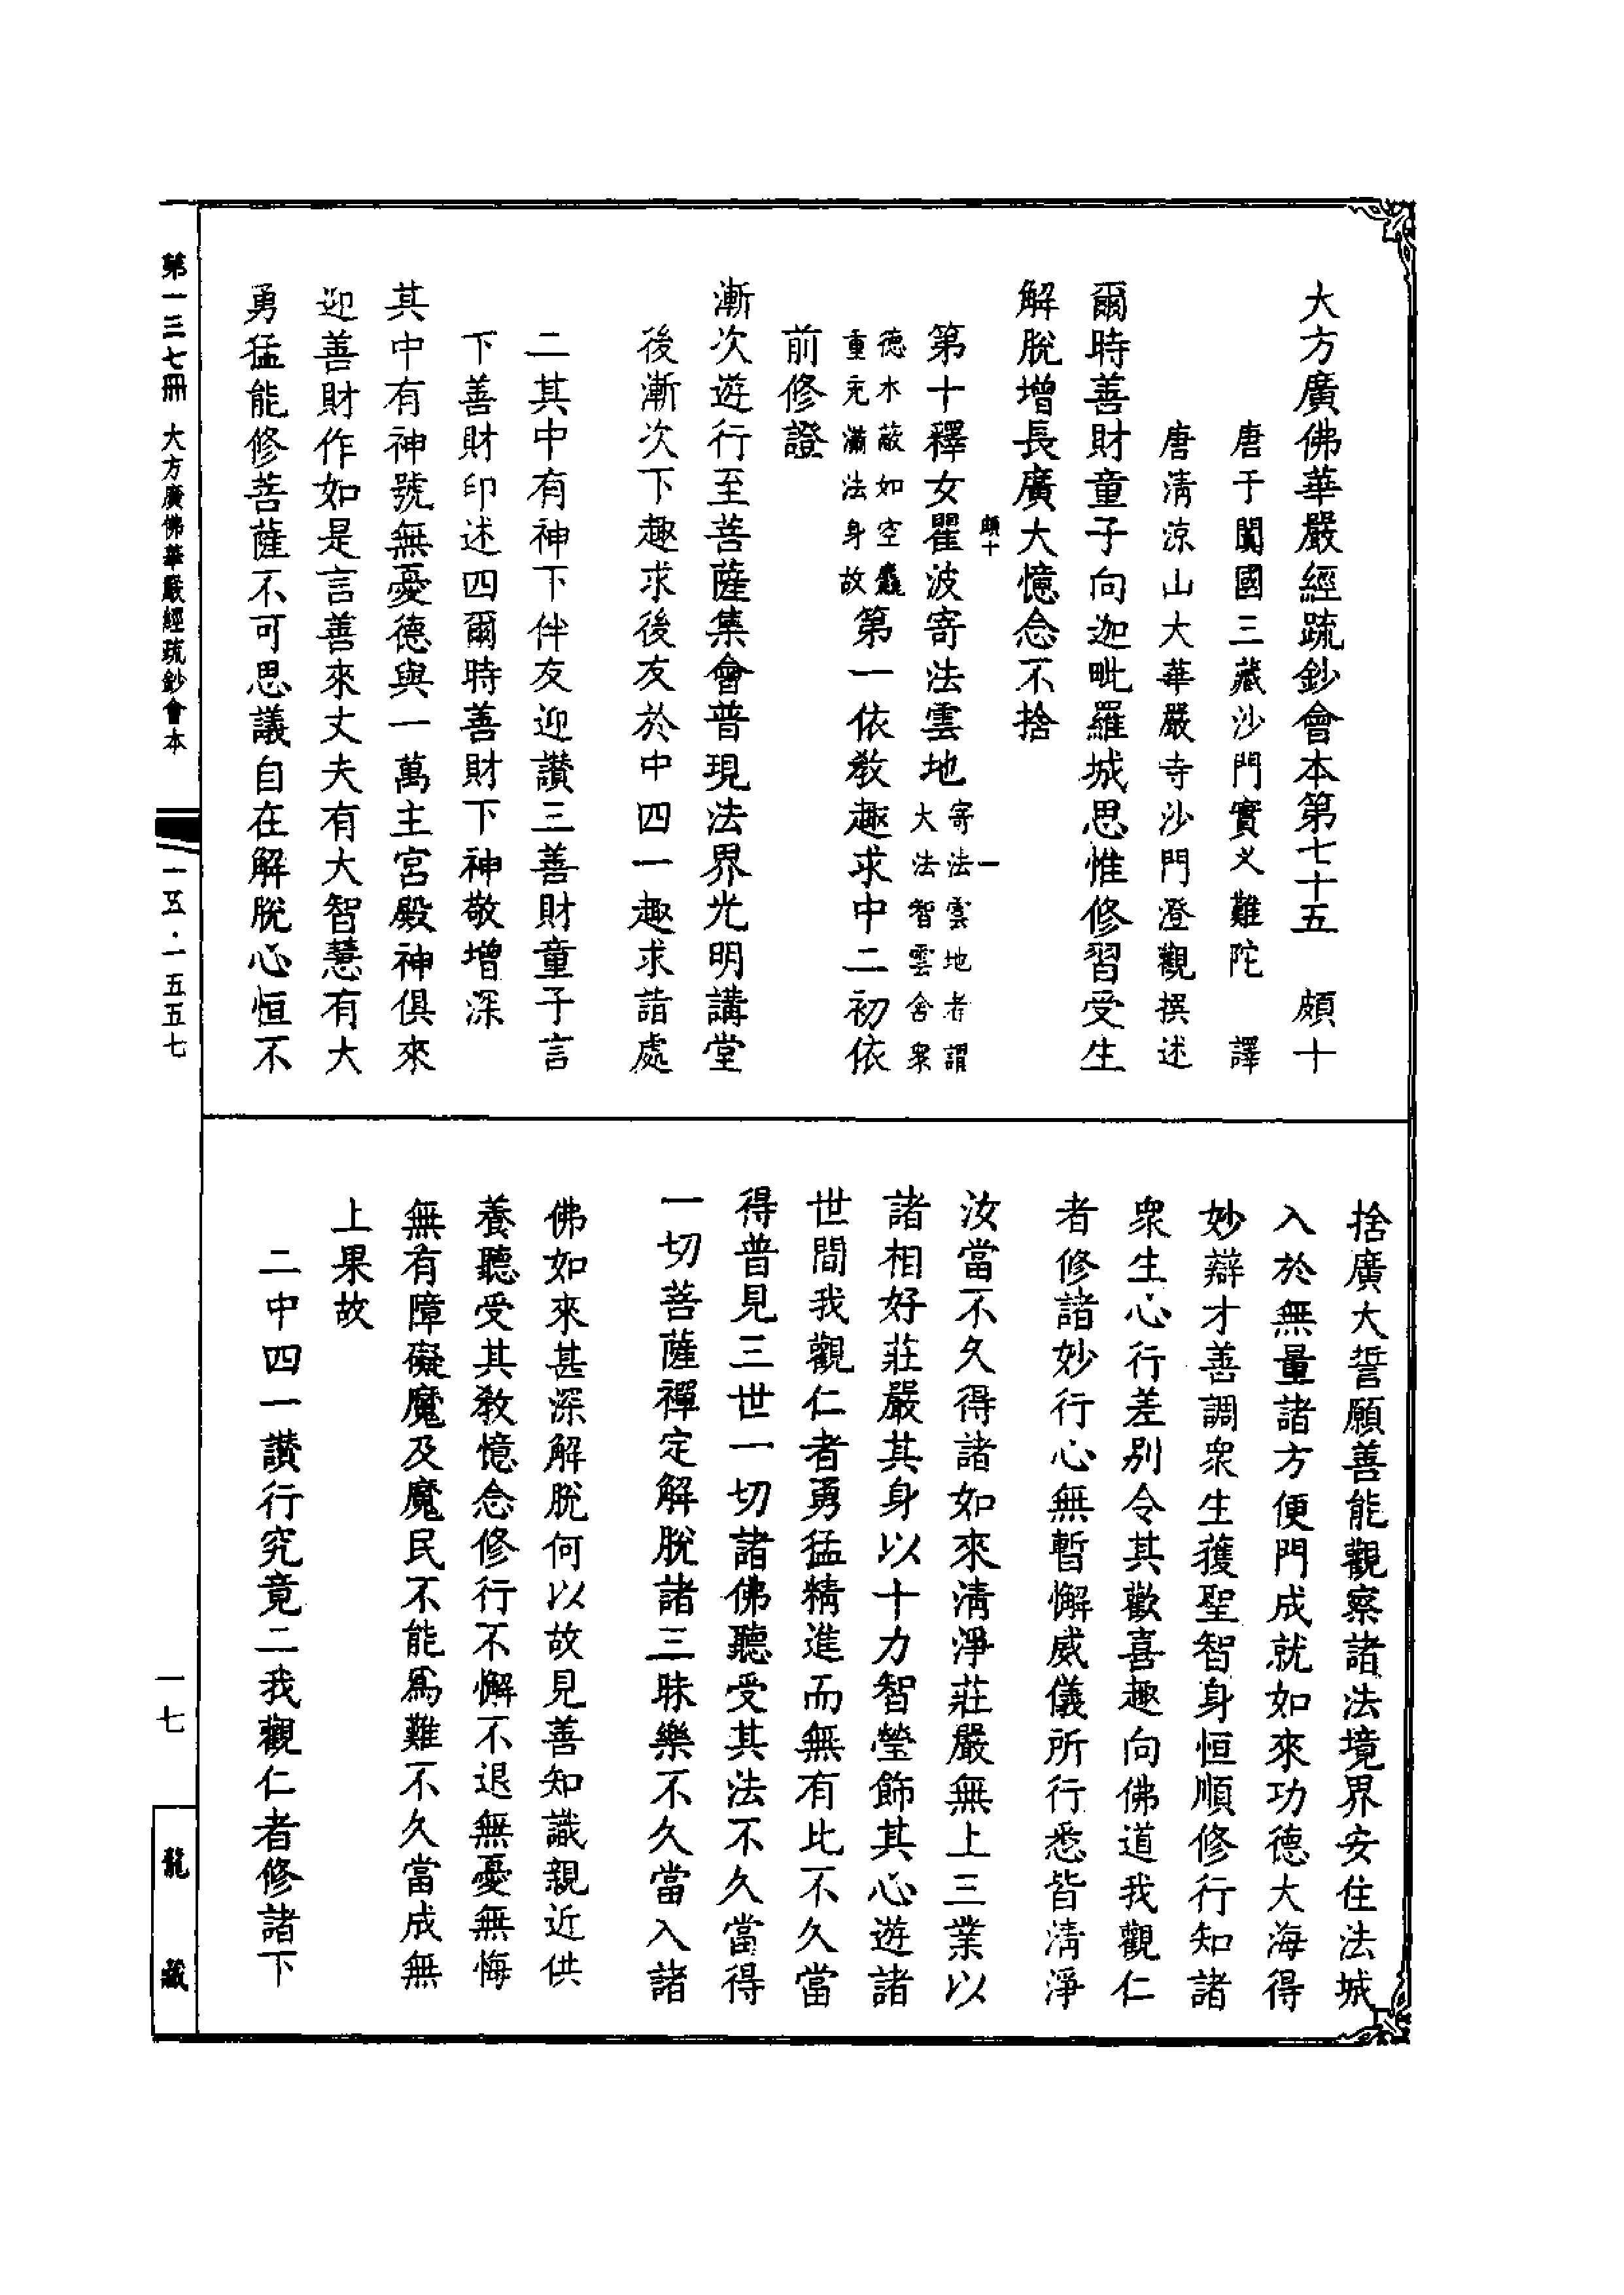 大方廣佛華嚴經疏鈔會本第七十五　頗十
唐于闐國三藏沙門實叉難陀　譯
唐清涼山大華嚴寺沙門澄觀撰述
爾時善財童子向迦毗羅城思惟修習受生
解脫增長廣大憶念不捨
頗十　一
第十釋女瞿波寄法雲地寄法雲地者謂大法智雲含衆
德水蔽如空麤重充滿法身故第一依教趣求中二初依
前修證
漸次遊行至菩薩集會普現法界光明講堂
後漸次下趣求後友於中四一趣求詣處
二其中有神下伴友迎讚三善財童子言
下善財印述四爾時善財下神敬增深
其中有神號無憂德與一萬主宮殿神俱來
迎善財作如是言善來丈夫有大智慧有大
勇猛能修菩薩不可思議自在解脫心恒不
捨廣大誓願善能觀察諸法境界安住法城
入於無量諸方便門成就如來功德大海得
妙辯才善調衆生獲聖智身恒順修行知諸
衆生心行差別令其歡喜趣向佛道我觀仁
者修諸妙行心無暫懈威儀所行悉皆清淨
汝當不久得諸如來清淨莊嚴無上三業以
諸相好莊嚴其身以十力智瑩飾其心遊諸
世間我觀仁者勇猛精進而無有比不久當
得普見三世一切諸佛聽受其法不久當得
一切菩薩禪定解脫諸三昧樂不久當入諸
佛如來甚深解脫何以故見善知識親近供
養聽受其教憶念修行不懈不退無憂無悔
無有障礙魔及魔民不能爲難不久當成無
上果故
二中四一讚行究竟二我觀仁者修諸下
第一三七冊　大方廣佛華嚴經疏鈔會本
一五·一五五七
一七
龍藏